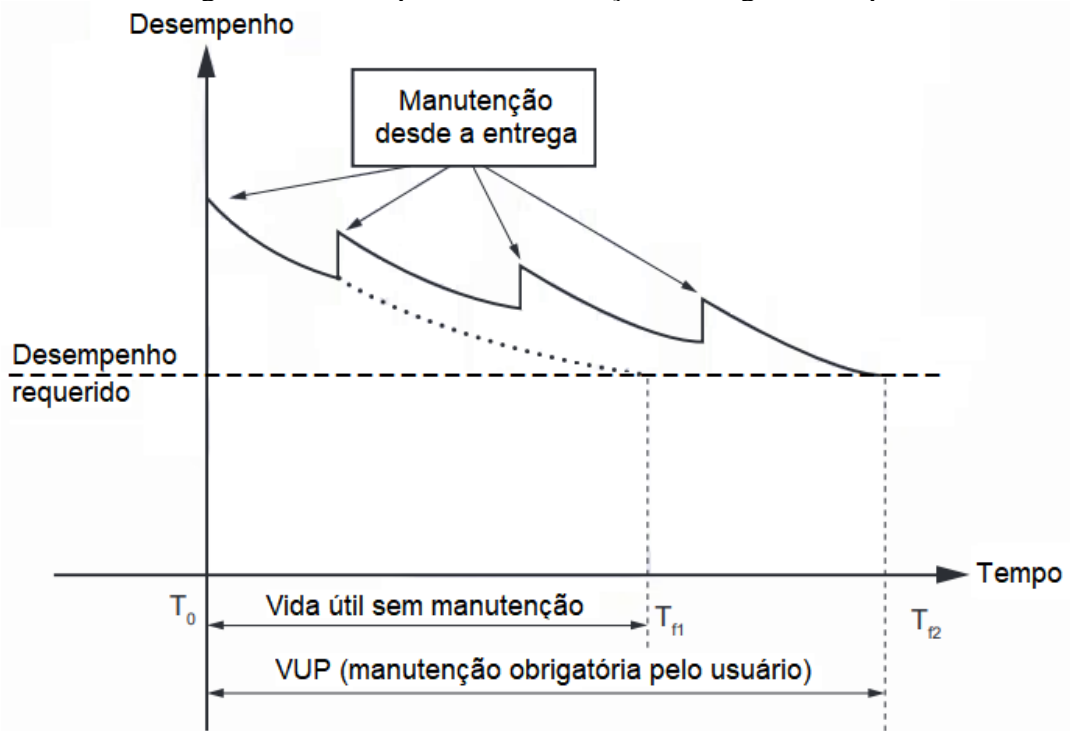 Desempenho
Manutenção
desde a entrega
Desempenho
requerido
Tempo
T0
Vida útil sem manutenção
Tf1
Tf2
VUP (manutenção obrigatória pelo usuário)